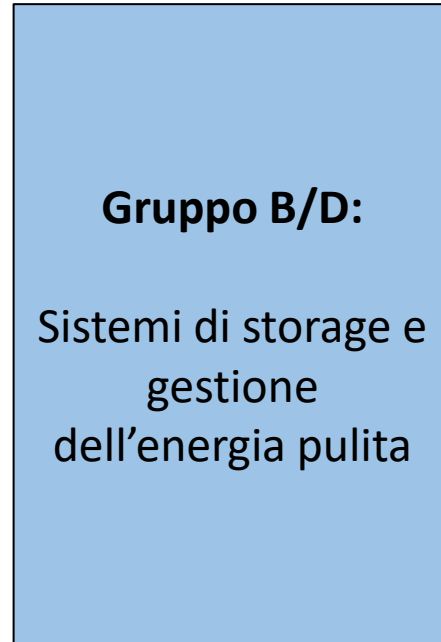 Gruppo B/D:
Sistemi di storage e
gestione
dell’energia pulita